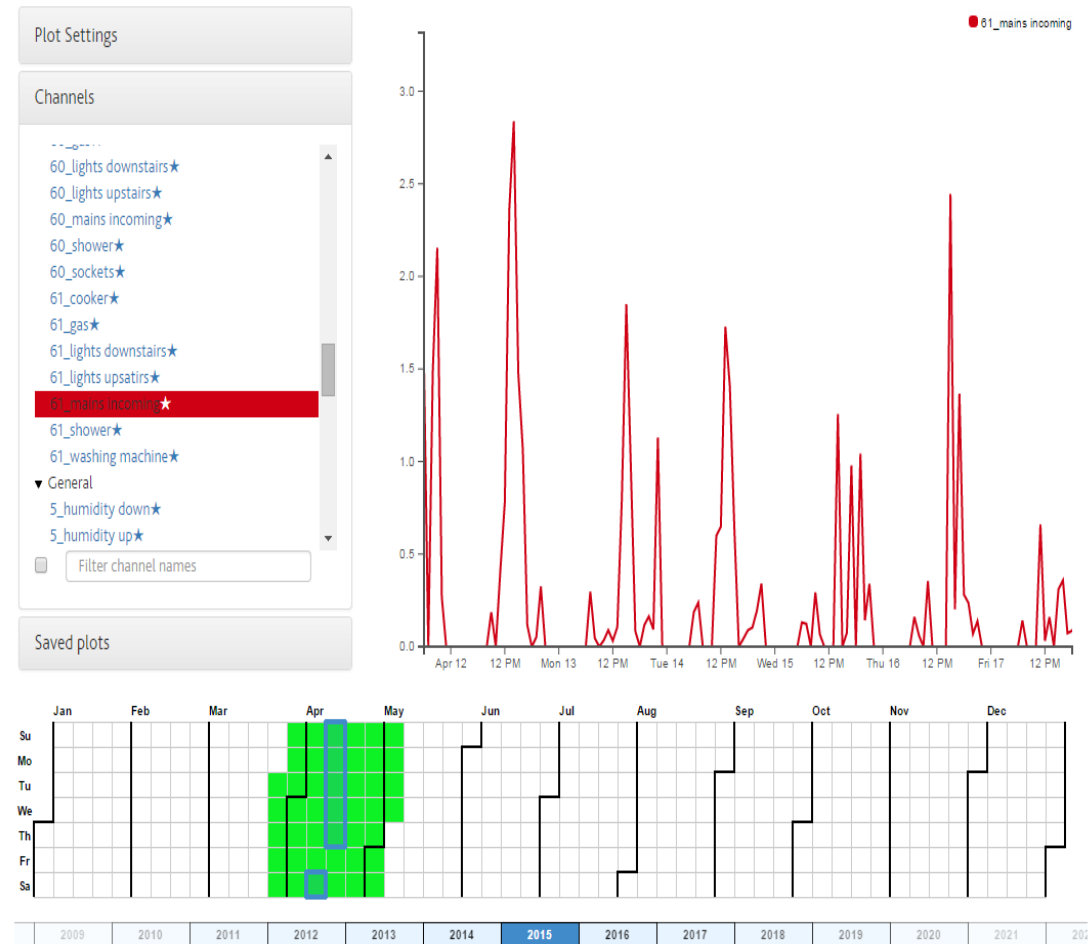 Plot Settings
Channels
60_lights downstairs★
60_lights upstairs★
60_mains incoming★
60_shower★
60_sockets★
61_cooker★
61_gas★
61_lights downstairs★
61_lights upsatirs★
61_mains incoming★
61_shower★
61_washing machine★
▼ General
5_humidity down★
5_humidity up★
Filter channel names
Saved plots
61_mains incoming
3.0
2.5
2.0
1.5
1.0
0.5
0.0
Apr 12 12 PM Mon 13 12 PM Tue 14 12 PM Wed 15 12 PM Thu 16 12 PM Fri 17 12 PM
Jan Feb Mar Apr May Jun Jul Aug Sep Oct Nov Dec
Su
Mo
Tu
We
Th
Fr
Sa
2009 2010 2011 2012 2013 2014 2015 2016 2017 2018 2019 2020 2021